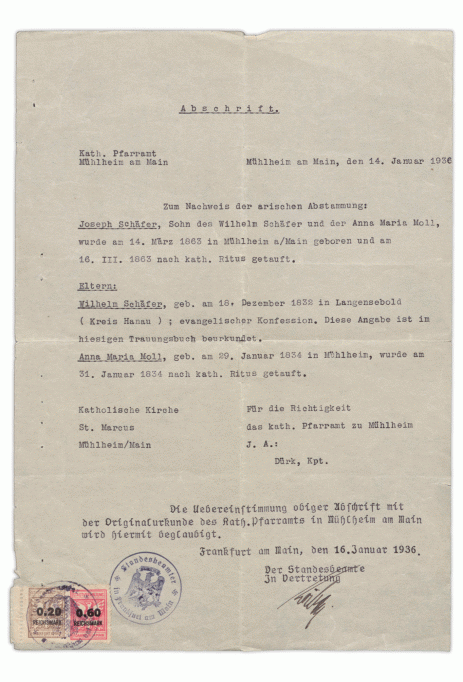 Abschrift.
Kath. Pfarramt
Mühlheim am Main
Mühlheim am Main, den 14. Januar 1936
Zum Nachweis der arischen Abstammung:
Joseph Schäfer, Sohn des Wilhelm Schäfer und der Anna Maria Moll,
wurde am 14. März 1863 in Mühlheim a/Main geboren und am
16. III. 1863 nach kath. Ritus getauft.
Eltern:
Wilhelm Schäfer, geb. am 18. Dezember 1832 in Langensebold
( Kreis Hanau ) ; evangelischer Konfession. Diese Angabe ist im
hiesigen Trauungsbuch beurkundet.
Anna Maria Moll, geb. am 29. Januar 1834 in Mühlheim, wurde am
31. Januar 1834 nach kath. Ritus getauft.
Katholische Kirche
St. Marcus
Mühlheim/Main
Für die Richtigkeit
das kath. Pfarramt zu Mühlheim
J. A.:
Dürk, Kpt.
Die Uebereinstimmung obiger Abschrift mit
der Originalurkunde des Kath. Pfarramts in Mühlheim am Main
wird hiermit beglaubigt.
Frankfurt am Main, den 16. Januar 1936.
Der Standesbeamte
In Vertretung
Standesbeamter
in Frankfurt am Main
0.20
REICHSMARK
0.60
REICHSMARK